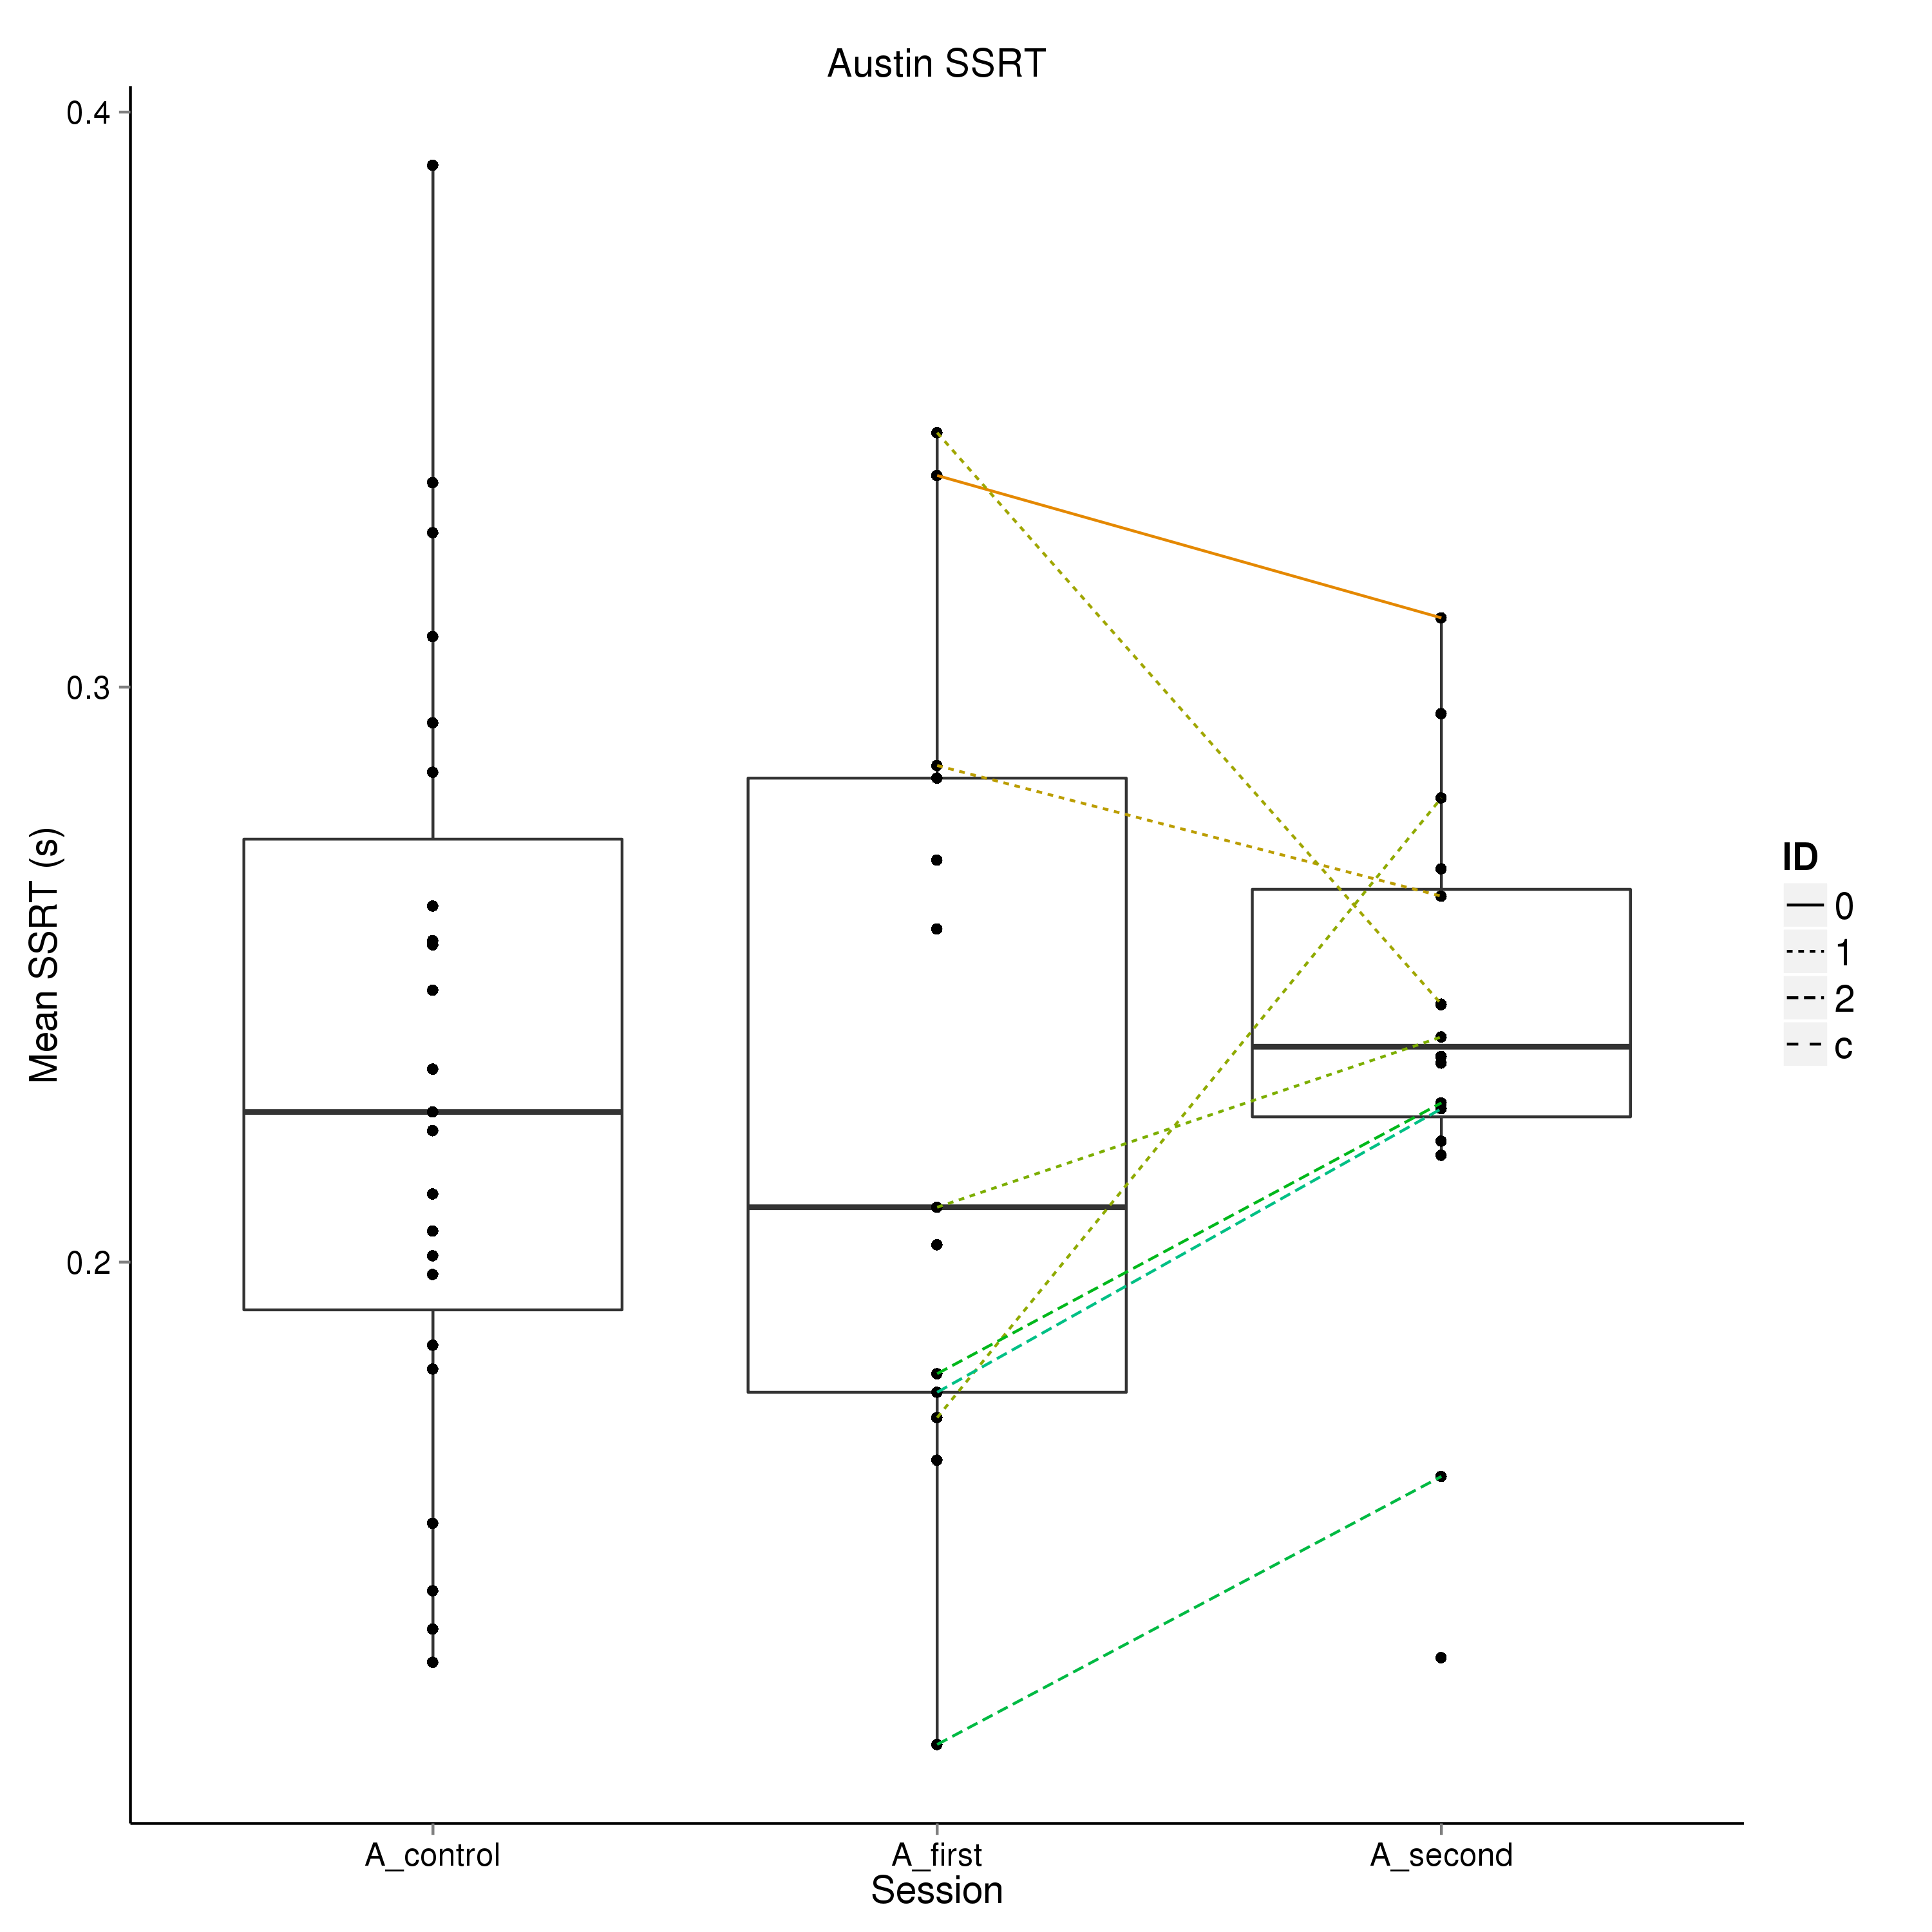 Austin SSRT
0.4
0.3
0.2
Mean SSRT (s)
A_control
A_first
A_second
Session
ID
0
1
2
c